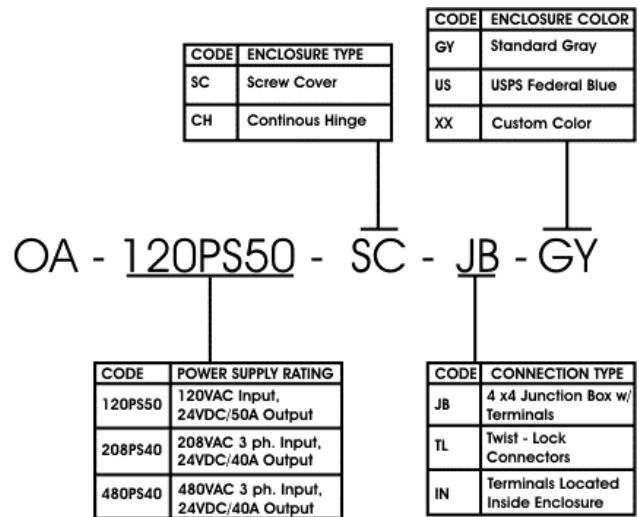 CODE ENCLOSURE COLOR
GY Standard Gray
US USPS Federal Blue
XX Custom Color
CODE ENCLOSURE TYPE
SC Screw Cover
CH Continous Hinge
OA - 120PS50 - SC - JB - GY
CODE POWER SUPPLY RATING
120PS50 120VAC Input,
24VDC/50A Output
208PS40 208VAC 3 ph. Input,
24VDC/40A Output
480PS40 480VAC 3 ph. Input,
24VDC/40A Output
CODE CONNECTION TYPE
JB 4 x4 Junction Box w/
Terminals
TL Twist - Lock
Connectors
IN Terminals Located
Inside Enclosure